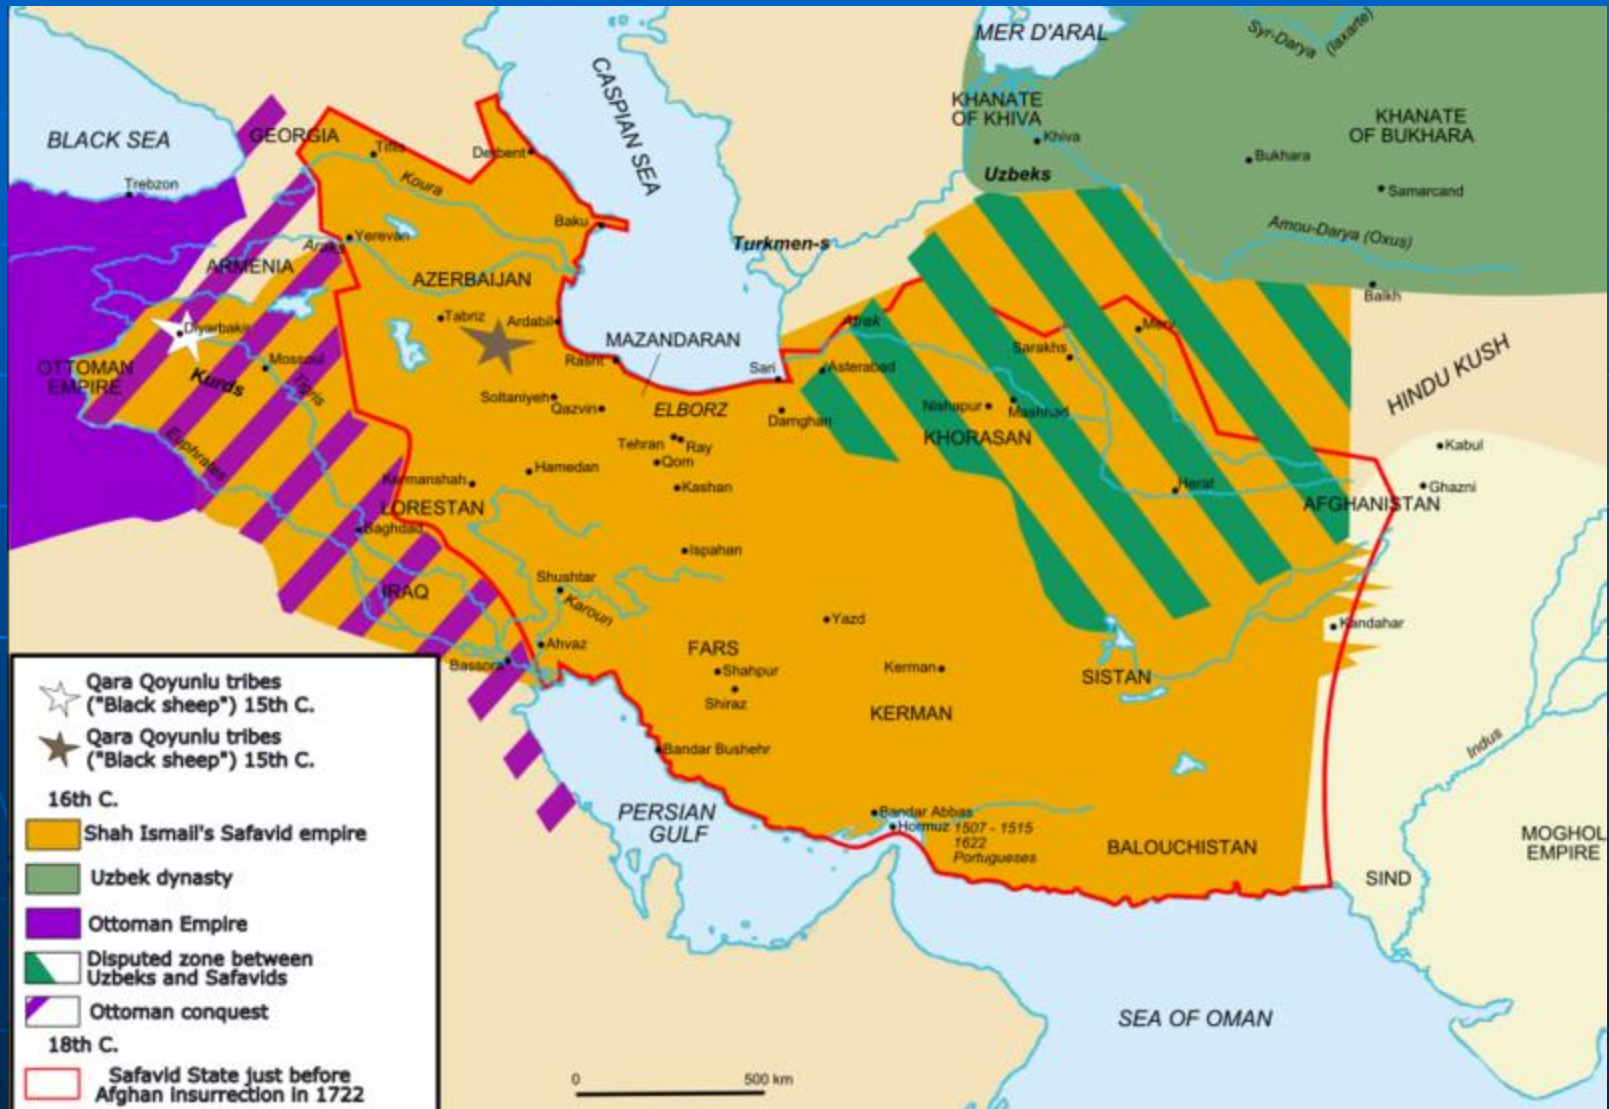 MER D'ARAL
Syr-Darya
(Iaxarte)
CASPIAN SEA
KHANATE
OF KHIVA
Khiva
KHANATE
OF BUKHARA
Bukhara
Samarcand
Uzbeks
Amou-Darya (Oxus)
Balkh
BLACK SEA
GEORGIA
Tiflis
Derbent
Trebzon
Koura
Baku
Yerevan
Araks
ARMENIA
AZERBAIJAN
Turkmen-s
Tabriz
Ardabil
MAZANDARAN
Diyarbakir
OTTOMAN
EMPIRE
Mossoul
Kurds
Tigris
Rasht
Sari
Atrek
Asterabad
Merv
Sarakhs
HINDU KUSH
Soltaniyeh
Qazvin
ELBORZ
Damghan
Nishapur
Mashhad
KHORASAN
Tehran
Ray
Qom
Kabul
Euphrates
Hamedan
Karmanshah
Kashan
Herat
Ghazni
LORESTAN
AFGHANISTAN
Baghdad
Ispahan
IRAQ
Shushtar
Karoun
Yazd
Kandahar
Ahvaz
FARS
Bassora
Shahpur
Kerman
SISTAN
Shiraz
KERMAN
Bandar Bushehr
Indus
PERSIAN
GULF
Bandar Abbas
Hormuz 1507 - 1515
1622
Portugueses
BALOUCHISTAN
MOGHOL
EMPIRE
SIND
SEA OF OMAN
0 500 km
Qara Qoyunlu tribes
("Black sheep") 15th C.
Qara Qoyunlu tribes
("Black sheep") 15th C.
16th C.
Shah Ismail's Safavid empire
Uzbek dynasty
Ottoman Empire
Disputed zone between
Uzbeks and Safavids
Ottoman conquest
18th C.
Safavid State just before
Afghan insurrection in 1722